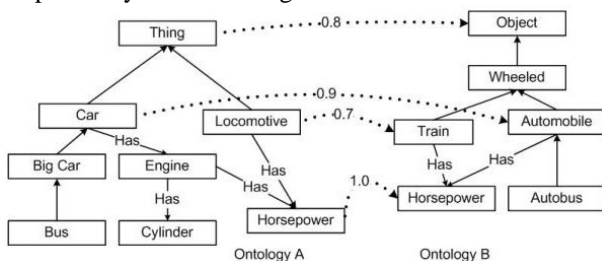 Thing
0.8
Object
Wheeled
0.9
Car
Locomotive
0.7
Train
Automobile
Has
Has
Has
Big Car
Engine
Has
1.0
Has
Has
Horsepower
Autobus
Bus
Cylinder
Horsepower
Ontology A
Ontology B